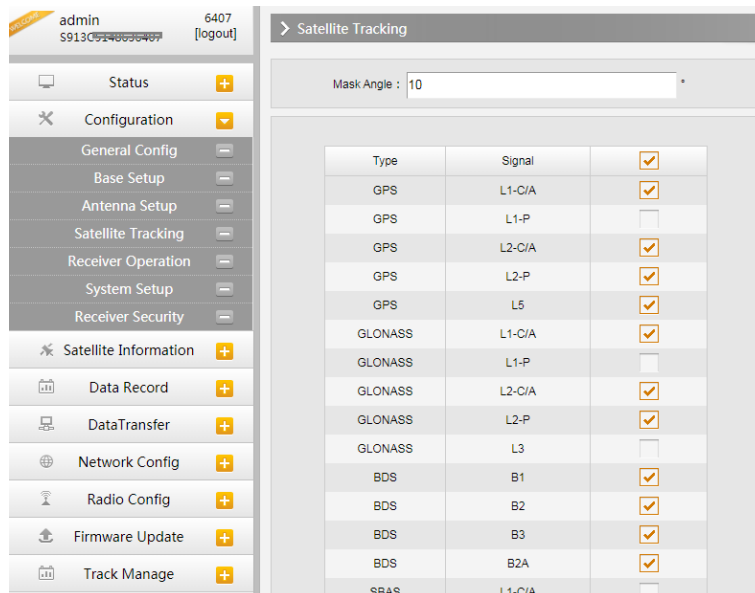 WELCOME
admin
6407
[logout]
Status
Configuration
General Config
Base Setup
Antenna Setup
Satellite Tracking
Receiver Operation
System Setup
Receiver Security
Satellite Information
Data Record
DataTransfer
Network Config
Radio Config
Firmware Update
Track Manage
Satellite Tracking
Mask Angle : 10 *
Type Signal
GPS L1-C/A
GPS L1-P
GPS L2-C/A
GPS L2-P
GPS L5
GLONASS L1-C/A
GLONASS L1-P
GLONASS L2-C/A
GLONASS L2-P
GLONASS L3
BDS B1
BDS B2
BDS B3
BDS B2A
SBAS L1-C/A